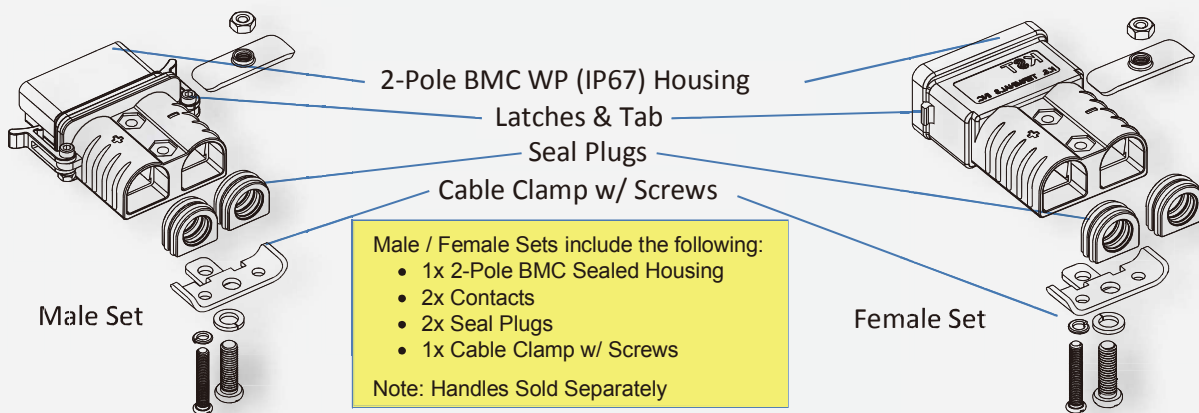 2-Pole BMC WP (IP67) Housing
Latches & Tab
Seal Plugs
Cable Clamp w/ Screws
Male / Female Sets include the following:
• 1x 2-Pole BMC Sealed Housing
• 2x Contacts
• 2x Seal Plugs
• 1x Cable Clamp w/ Screws
Note: Handles Sold Separately
Male Set
Female Set
+ -
+ -